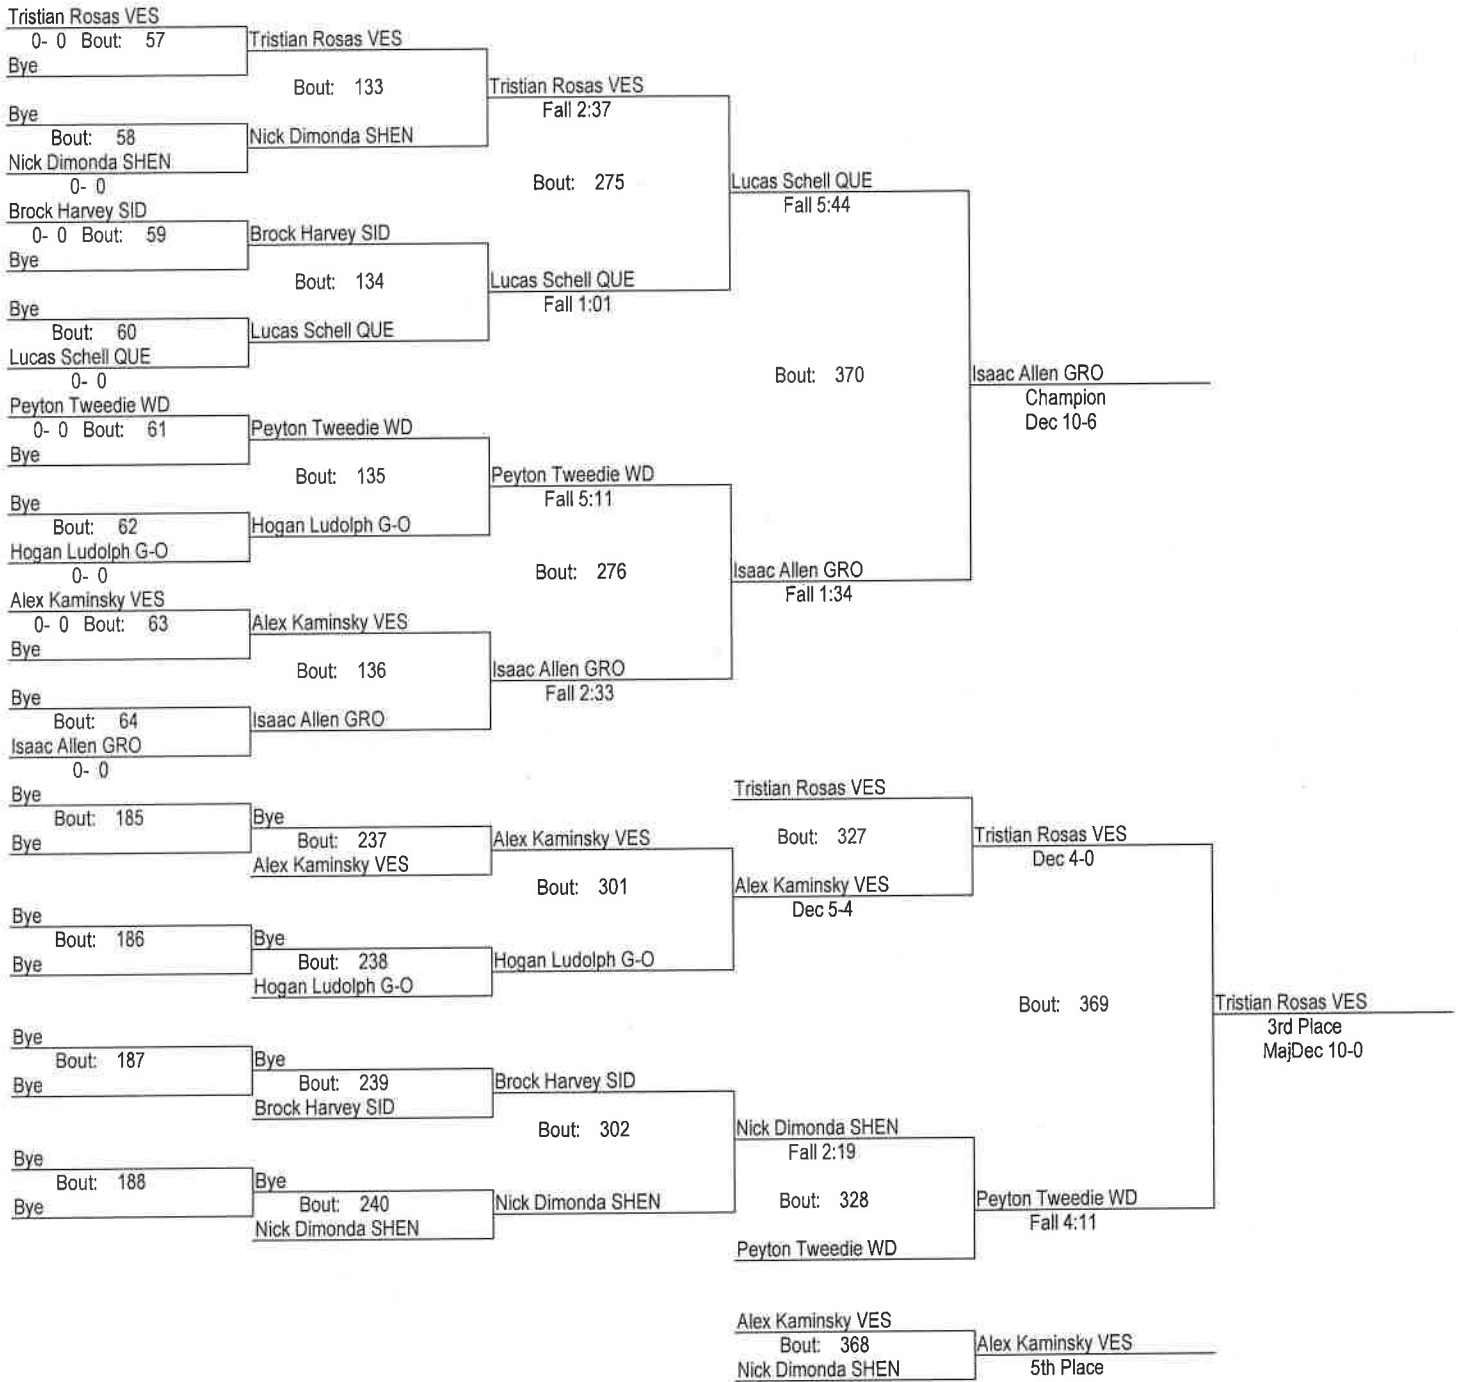 Tristian Rosas VES
0- 0 Bout: 57
Bye
Tristian Rosas VES
Bout: 133
Bye
Bout: 58
Nick Dimonda SHEN
0- 0
Nick Dimonda SHEN
Tristian Rosas VES
Fall 2:37
Bout: 275
Brock Harvey SID
0- 0 Bout: 59
Bye
Brock Harvey SID
Bout: 134
Bye
Bout: 60
Lucas Schell QUE
0- 0
Lucas Schell QUE
Lucas Schell QUE
Fall 1:01
Lucas Schell QUE
Fall 5:44
Bout: 370
Peyton Tweedie WD
0- 0 Bout: 61
Bye
Peyton Tweedie WD
Bout: 135
Bye
Bout: 62
Hogan Ludolph G-O
0- 0
Hogan Ludolph G-O
Peyton Tweedie WD
Fall 5:11
Bout: 276
Alex Kaminsky VES
0- 0 Bout: 63
Bye
Alex Kaminsky VES
Bout: 136
Bye
Bout: 64
Isaac Allen GRO
0- 0
Isaac Allen GRO
Isaac Allen GRO
Fall 2:33
Isaac Allen GRO
Fall 1:34
Isaac Allen GRO
Champion
Dec 10-6
Bye
Bout: 185
Bye
Bye
Bout: 237
Alex Kaminsky VES
Alex Kaminsky VES
Bout: 301
Bye
Bout: 186
Bye
Bye
Bout: 238
Hogan Ludolph G-O
Hogan Ludolph G-O
Tristian Rosas VES
Bout: 327
Alex Kaminsky VES
Dec 5-4
Tristian Rosas VES
Dec 4-0
Bout: 369
Bye
Bout: 187
Bye
Bye
Bout: 239
Brock Harvey SID
Brock Harvey SID
Bout: 302
Bye
Bout: 188
Bye
Bye
Bout: 240
Nick Dimonda SHEN
Nick Dimonda SHEN
Nick Dimonda SHEN
Fall 2:19
Bout: 328
Peyton Tweedie WD
Peyton Tweedie WD
Fall 4:11
Tristian Rosas VES
3rd Place
MajDec 10-0
Alex Kaminsky VES
Bout: 368
Nick Dimonda SHEN
Alex Kaminsky VES
5th Place